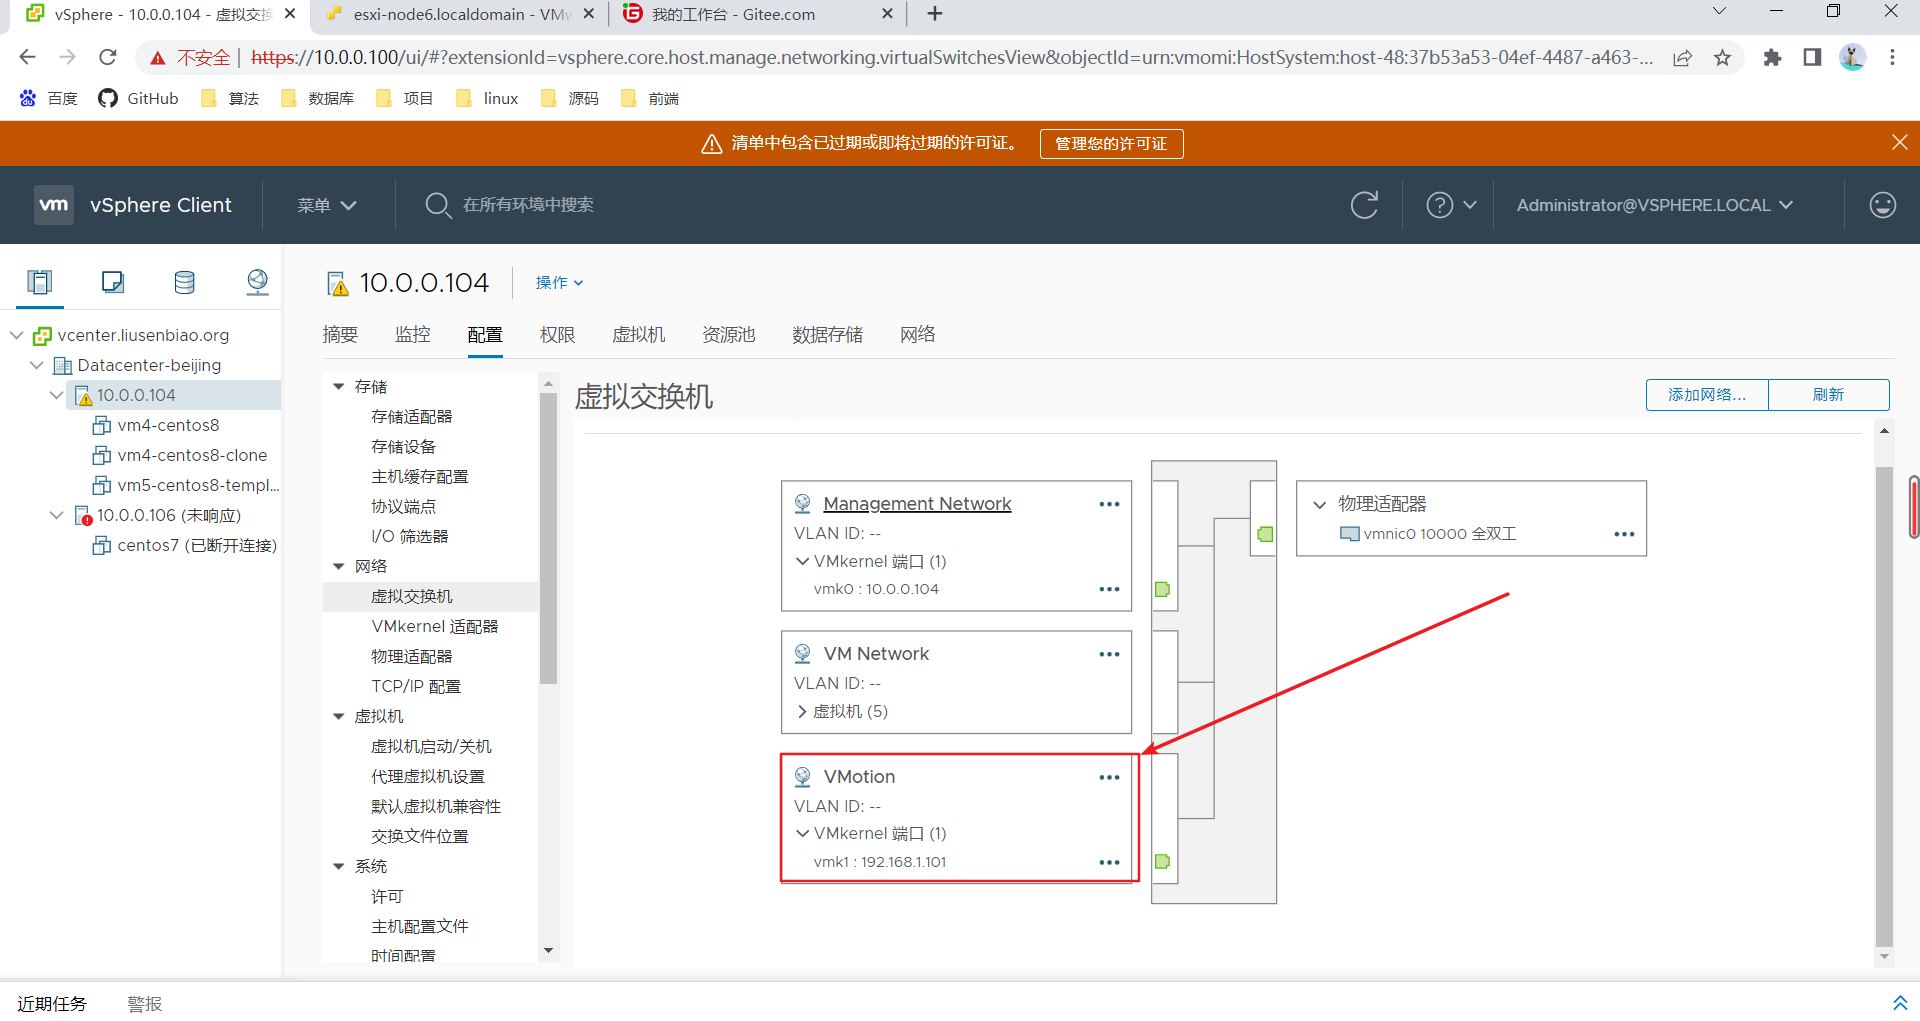 vSphere - 10.0.0.104 - 虚拟交换
esxi-node6.localdomain - VMw
我的工作台 - Gitee.com
不安全 | https://10.0.0.100/ui/#?extensionId=vsphere.core.host.manage.networking.virtualSwitchesView&objectId=urn:vmomi:HostSystem:host-48:37b53a53-04ef-4487-a463-...
百度 GitHub 算法 数据库 项目 linux 源码 前端
清单中包含已过期或即将过期的许可证。 管理您的许可证
vm vSphere Client 菜单 在所有环境中搜索 Administrator@VSPHERE.LOCAL
vcenter.liusenbiao.org
Datacenter-beijing
10.0.0.104
vm4-centos8
vm4-centos8-clone
vm5-centos8-templ...
10.0.0.106 (未响应)
centos7 (已断开连接)
10.0.0.104 操作
摘要 监控 配置 权限 虚拟机 资源池 数据存储 网络
存储
存储适配器
存储设备
主机缓存配置
协议端点
I/O 筛选器
网络
虚拟交换机
VMkernel 适配器
物理适配器
TCP/IP 配置
虚拟机
虚拟机启动/关机
代理虚拟机设置
默认虚拟机兼容性
交换文件位置
系统
许可
主机配置文件
时间配置
虚拟交换机
添加网络... 刷新
Management Network
VLAN ID: --
VMkernel 端口 (1)
vmk0 : 10.0.0.104
VM Network
VLAN ID: --
虚拟机 (5)
VMotion
VLAN ID: --
VMkernel 端口 (1)
vmk1 : 192.168.1.101
物理适配器
vmnic0 10000 全双工
近期任务 警报